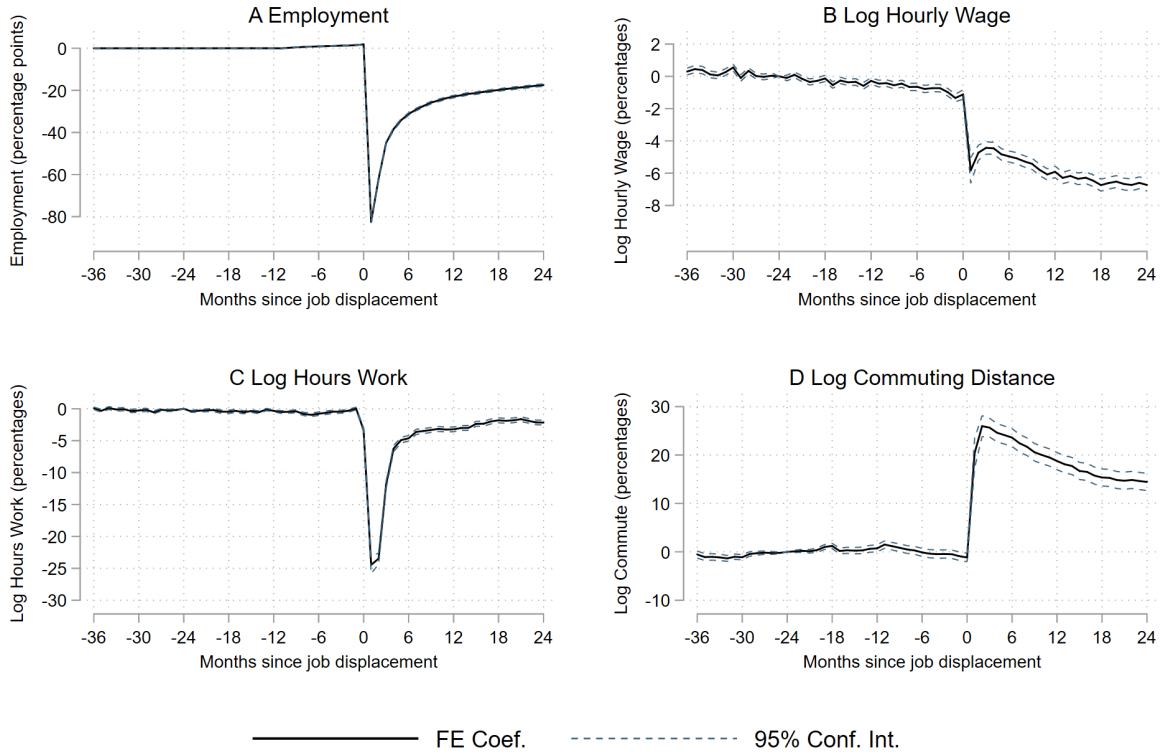 A Employment
Employment (percentage points)
0
-20
-40
-60
-80
-36 -30 -24 -18 -12 -6 0 6 12 18 24
Months since job displacement
B Log Hourly Wage
Log Hourly Wage (percentages)
2
0
-2
-4
-6
-8
-36 -30 -24 -18 -12 -6 0 6 12 18 24
Months since job displacement
C Log Hours Work
Log Hours Work (percentages)
0
-5
-10
-15
-20
-25
-30
-36 -30 -24 -18 -12 -6 0 6 12 18 24
Months since job displacement
D Log Commuting Distance
Log Commute (percentages)
30
20
10
0
-10
-36 -30 -24 -18 -12 -6 0 6 12 18 24
Months since job displacement
FE Coef. 95% Conf. Int.